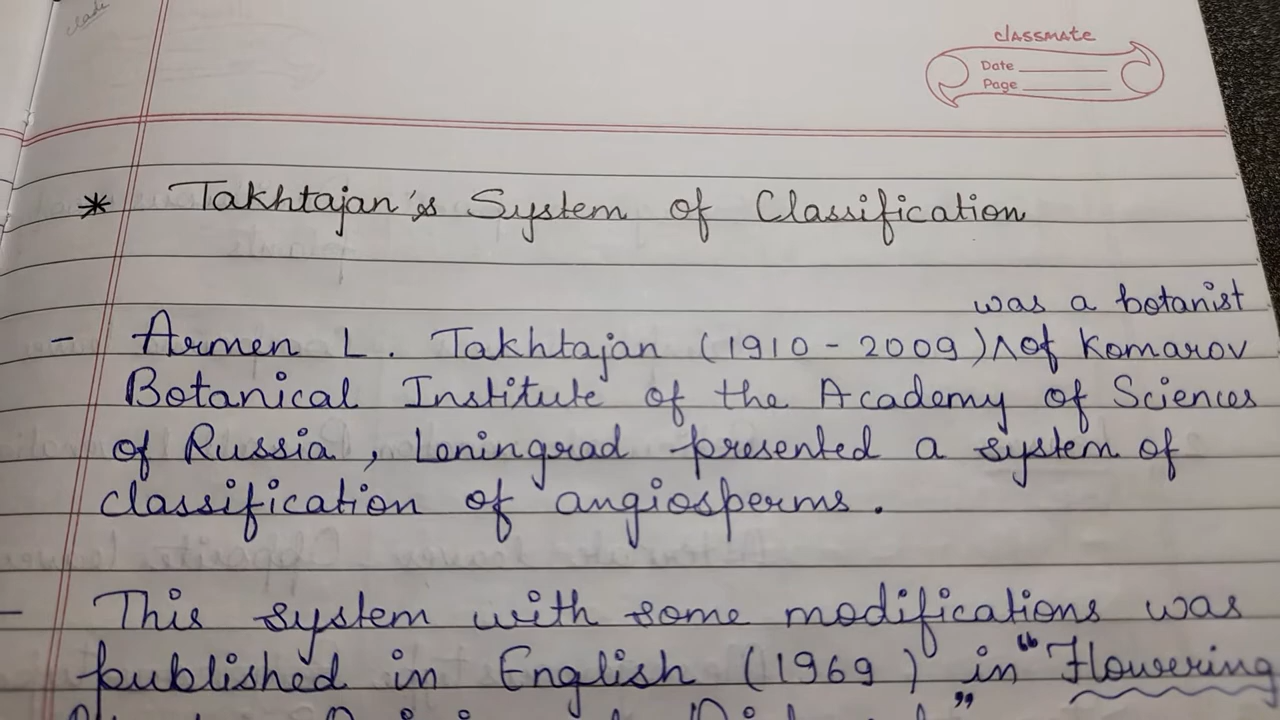 classmate
Date
Page
* Takhtajan's System of Classification
was a botanist
- Armen L. Takhtajan (1910 - 2009) ∧ of Komarov
Botanical Institute of the Academy of Sciences
of Russia, Leningrad presented a system of
classification of angiosperms.
- This system with some modifications was
published in English (1969) in "Flowering